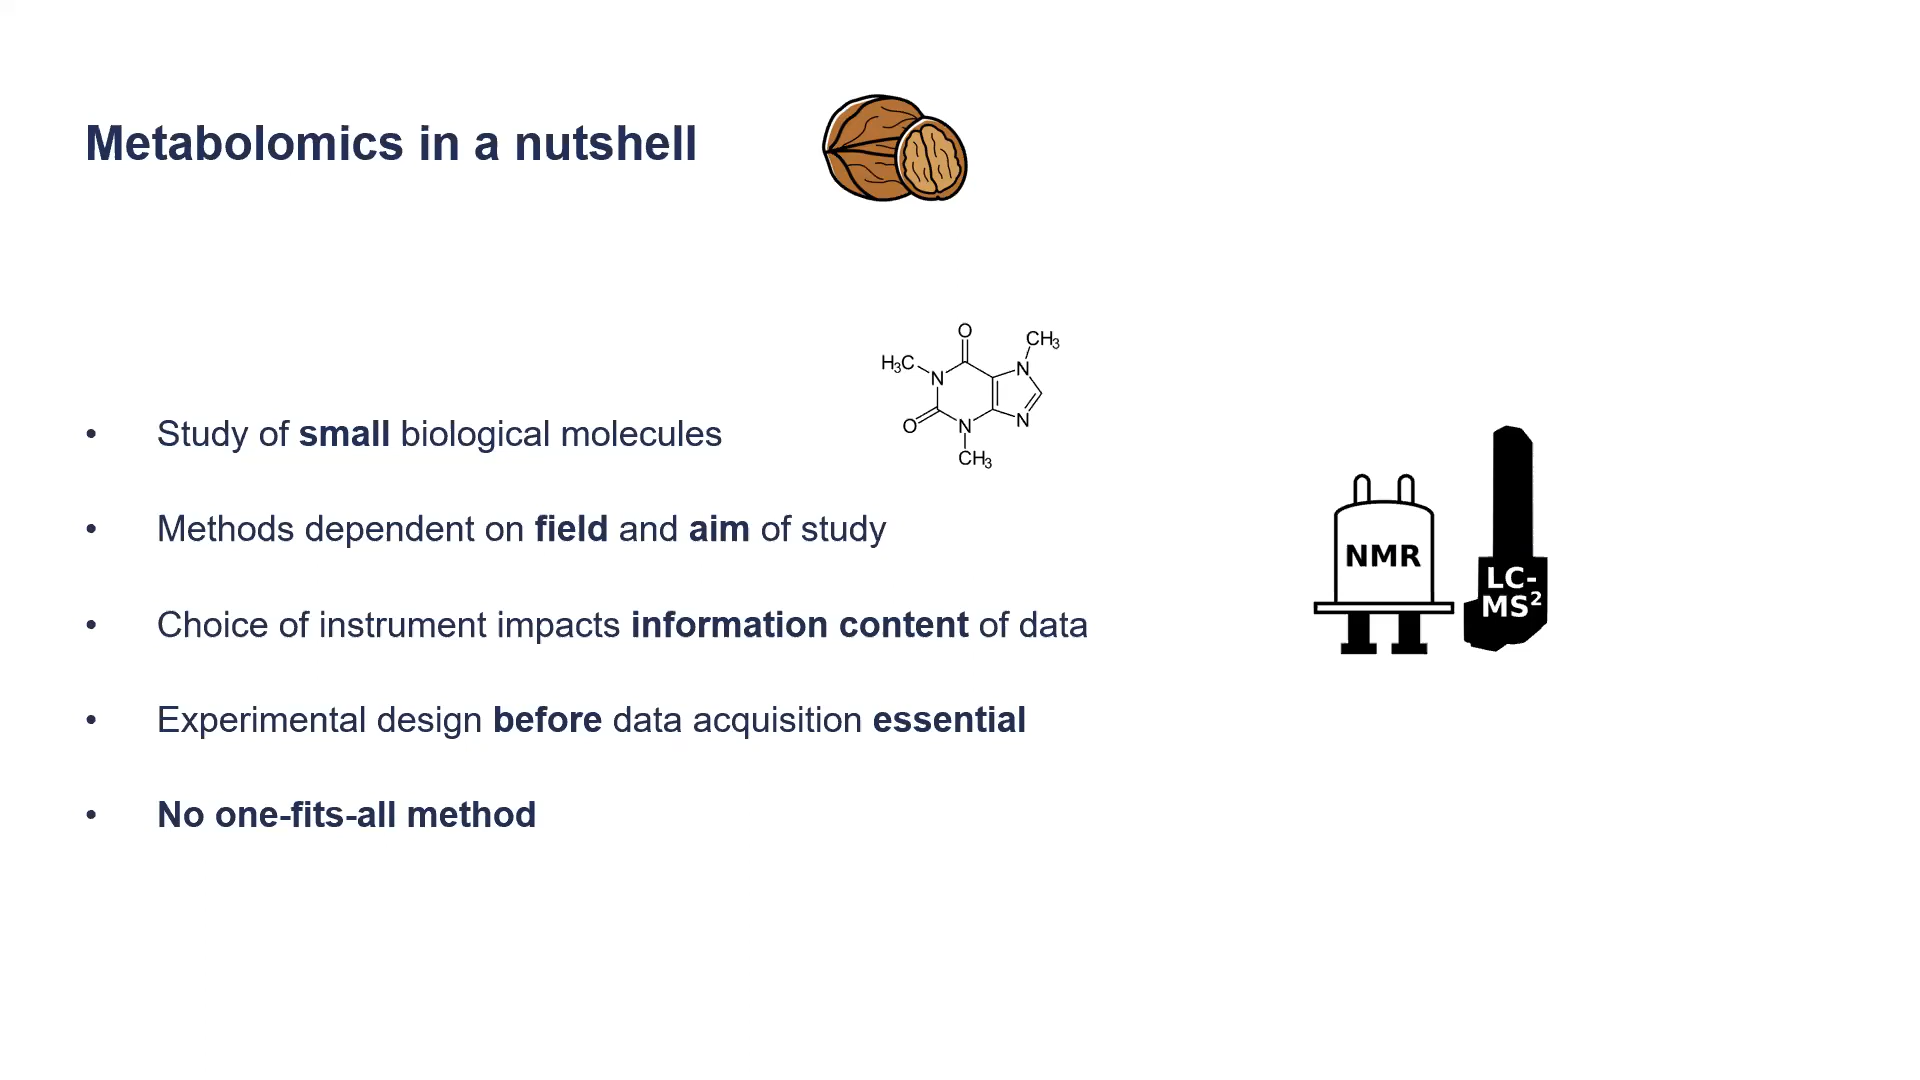 Metabolomics in a nutshell
O
CH₃
H₃C
N
N
O
N
N
CH₃
• Study of small biological molecules
• Methods dependent on field and aim of study
• Choice of instrument impacts information content of data
• Experimental design before data acquisition essential
• No one-fits-all method
NMR
LC-
MS²